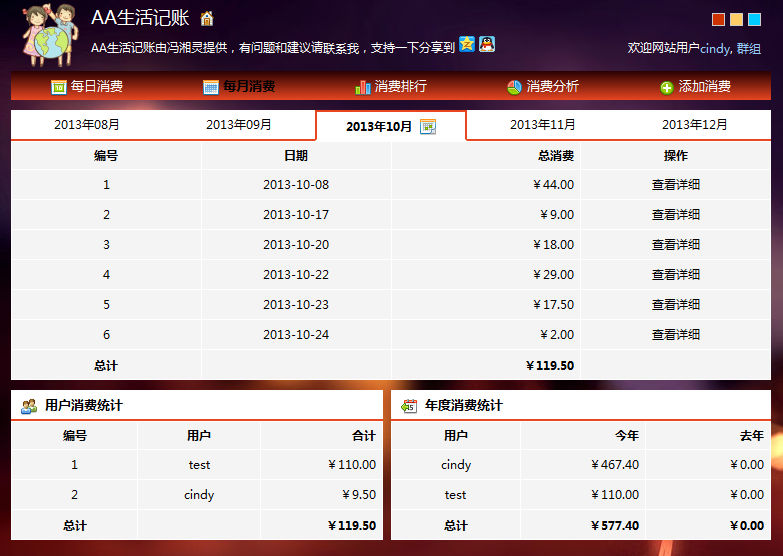 AA生活记账
AA生活记账由冯湘灵提供，有问题和建议请联系我，支持一下分享到
欢迎网站用户cindy, 群组
每日消费 每月消费 消费排行 消费分析 添加消费
2013年08月 2013年09月 2013年10月 2013年11月 2013年12月
编号 日期 总消费 操作
1 2013-10-08 ￥44.00 查看详细
2 2013-10-17 ￥9.00 查看详细
3 2013-10-20 ￥18.00 查看详细
4 2013-10-22 ￥29.00 查看详细
5 2013-10-23 ￥17.50 查看详细
6 2013-10-24 ￥2.00 查看详细
总计 ￥119.50
用户消费统计
编号 用户 合计
1 test ￥110.00
2 cindy ￥9.50
总计 ￥119.50
年度消费统计
用户 今年 去年
cindy ￥467.40 ￥0.00
test ￥110.00 ￥0.00
总计 ￥577.40 ￥0.00